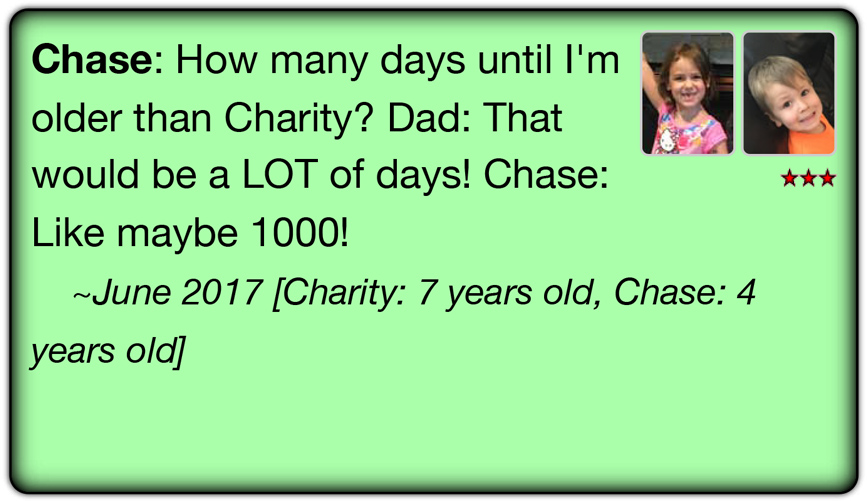 Chase: How many days until I'm
older than Charity? Dad: That
would be a LOT of days! Chase:
Like maybe 1000!
~June 2017 [Charity: 7 years old, Chase: 4
years old]